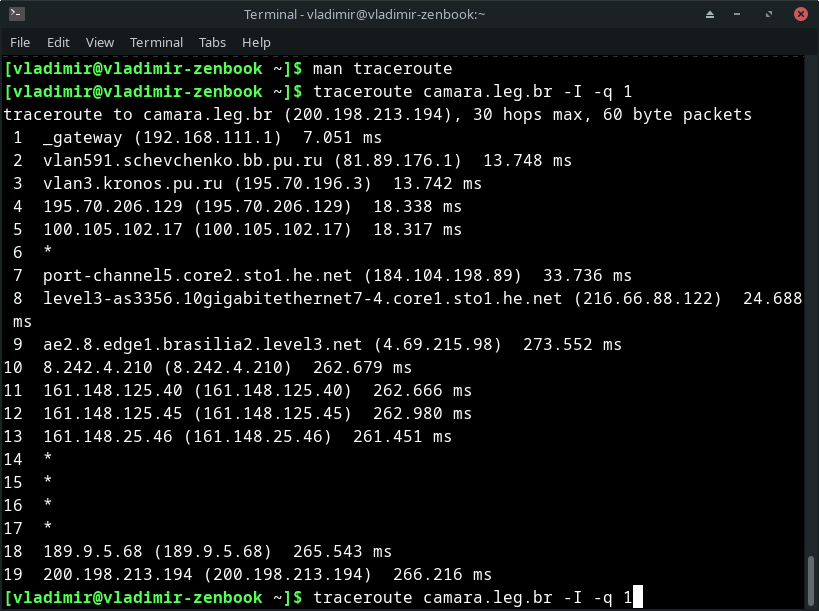 Terminal - vladimir@vladimir-zenbook:~
File Edit View Terminal Tabs Help
[vladimir@vladimir-zenbook ~]$ man traceroute
[vladimir@vladimir-zenbook ~]$ traceroute camara.leg.br -I -q 1
traceroute to camara.leg.br (200.198.213.194), 30 hops max, 60 byte packets
 1  _gateway (192.168.111.1)  7.051 ms
 2  vlan591.schevchenko.bb.pu.ru (81.89.176.1)  13.748 ms
 3  vlan3.kronos.pu.ru (195.70.196.3)  13.742 ms
 4  195.70.206.129 (195.70.206.129)  18.338 ms
 5  100.105.102.17 (100.105.102.17)  18.317 ms
 6  *
 7  port-channel5.core2.sto1.he.net (184.104.198.89)  33.736 ms
 8  level3-as3356.10gigabitethernet7-4.core1.sto1.he.net (216.66.88.122)  24.688
 ms
 9  ae2.8.edge1.brasilia2.level3.net (4.69.215.98)  273.552 ms
10  8.242.4.210 (8.242.4.210)  262.679 ms
11  161.148.125.40 (161.148.125.40)  262.666 ms
12  161.148.125.45 (161.148.125.45)  262.980 ms
13  161.148.25.46 (161.148.25.46)  261.451 ms
14  *
15  *
16  *
17  *
18  189.9.5.68 (189.9.5.68)  265.543 ms
19  200.198.213.194 (200.198.213.194)  266.216 ms
[vladimir@vladimir-zenbook ~]$ traceroute camara.leg.br -I -q 1